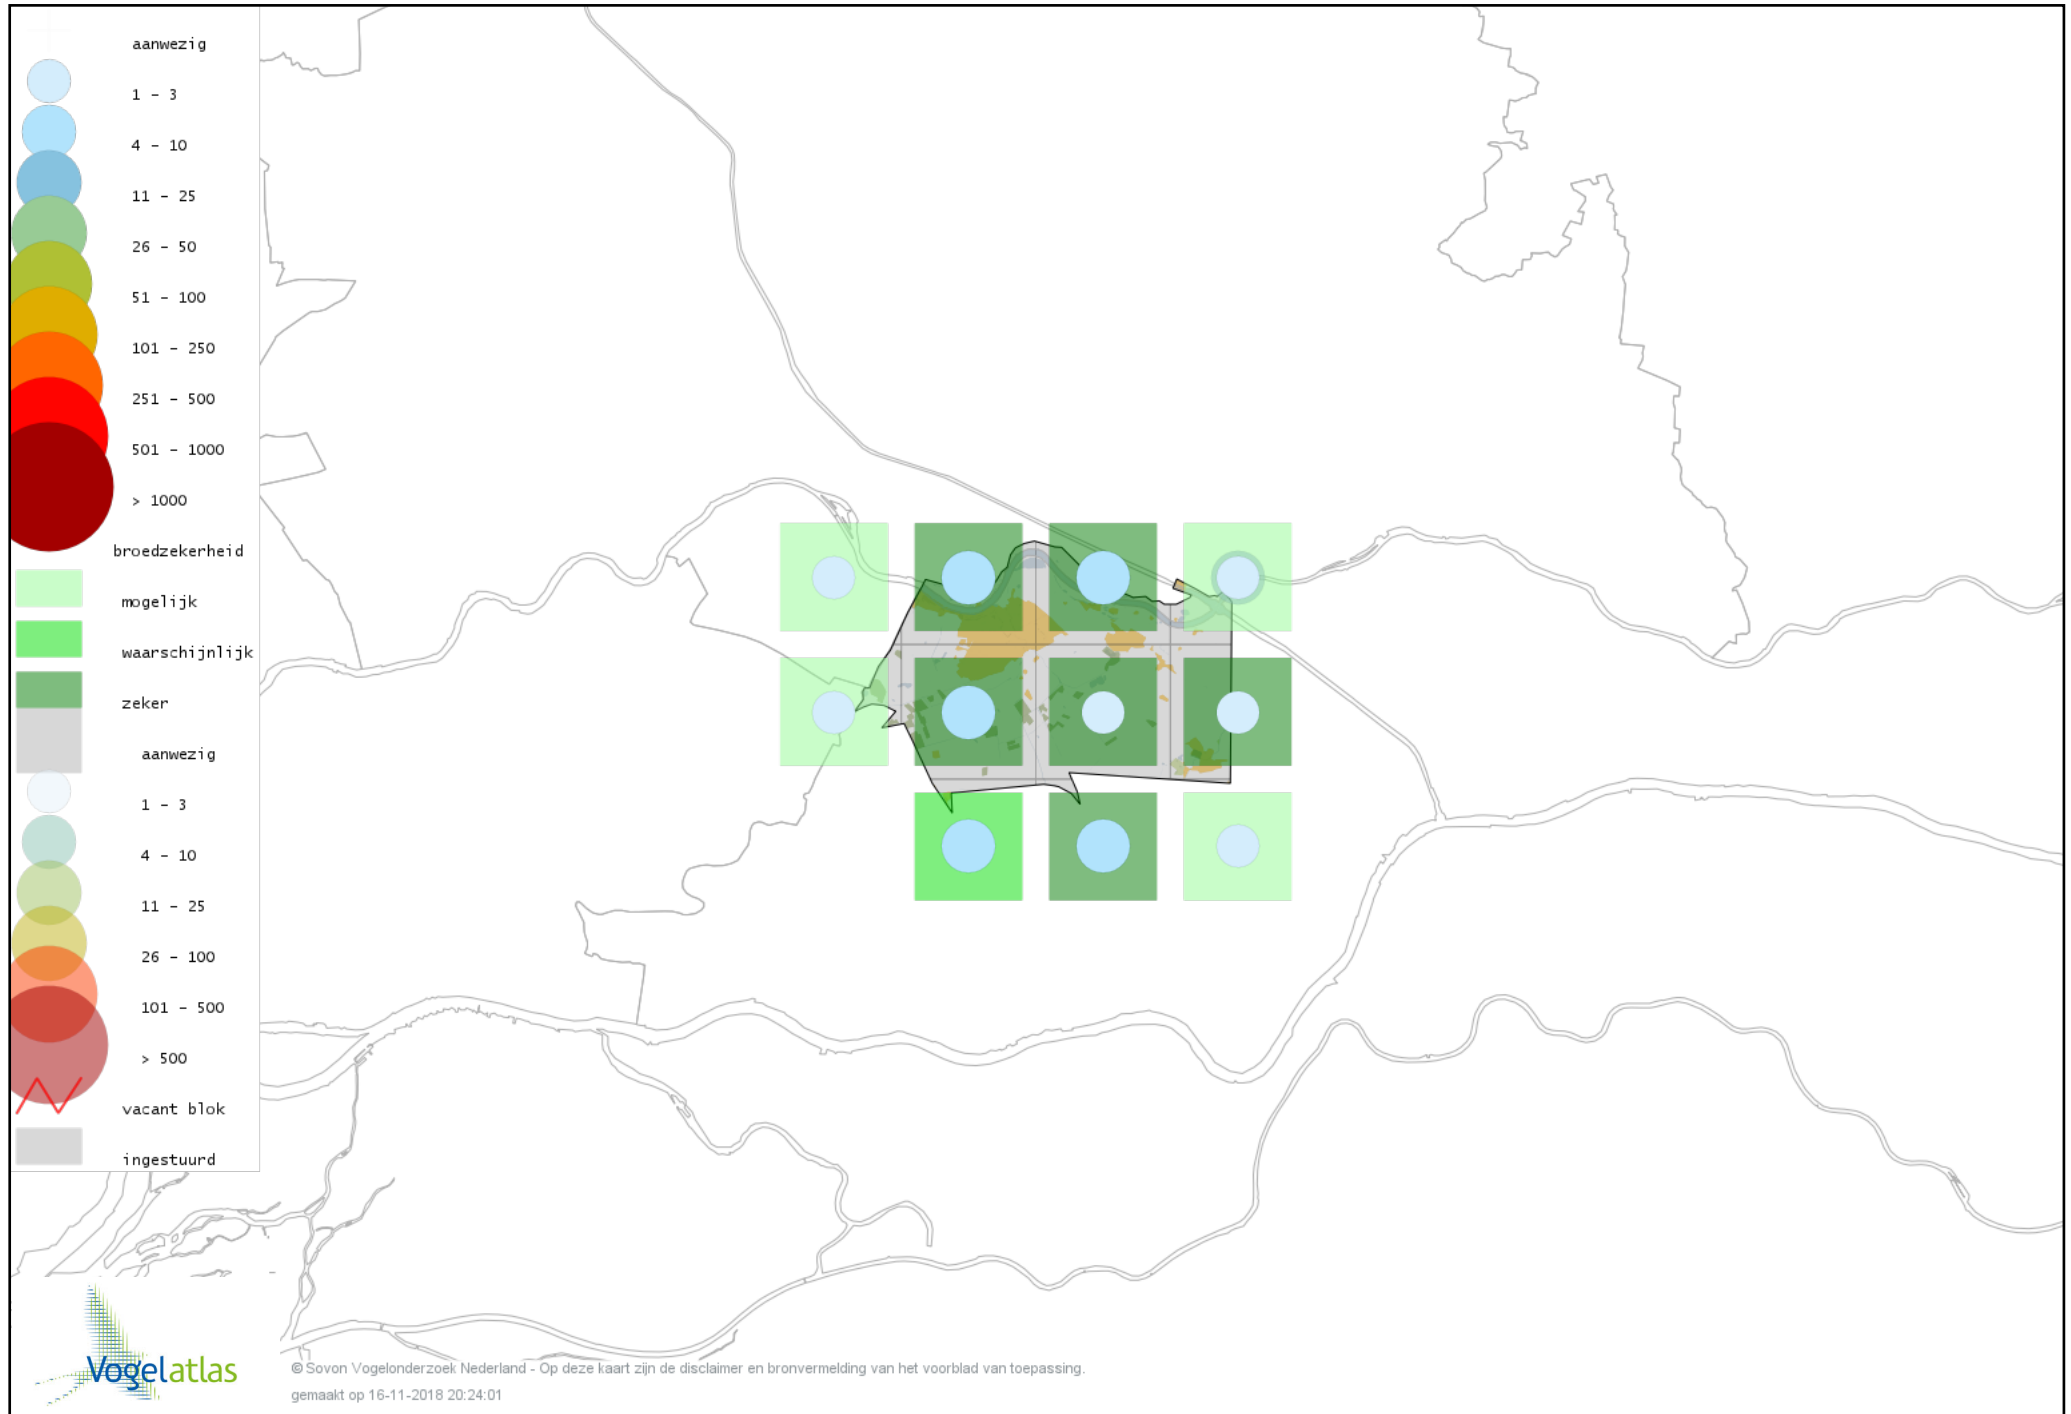 aanwezig
1 - 3
4 - 10
11 - 25
26 - 50
51 - 100
101 - 250
251 - 500
501 - 1000
> 1000
broedzekerheid
mogelijk
waarschijnlijk
zeker
aanwezig
1 - 3
4 - 10
11 - 25
26 - 100
101 - 500
> 500
vacant blok
ingestuurd
Vogelatlas
© Sovon Vogelonderzoek Nederland - Op deze kaart zijn de disclaimer en bronvermelding van het voorblad van toepassing.
gemaakt op 16-11-2018 20:24:01